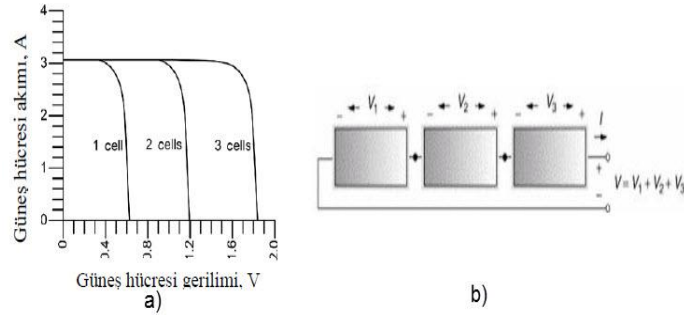 Güneş hücresi akımı, A
4
3
2
1
0
1 cell
2 cells
3 cells
0
0.4
0.8
1.2
1.6
2.0
Güneş hücresi gerilimi, V
a)
V1
V2
V3
- + - + - +
I
+
V = V1 + V2 + V3
-
b)